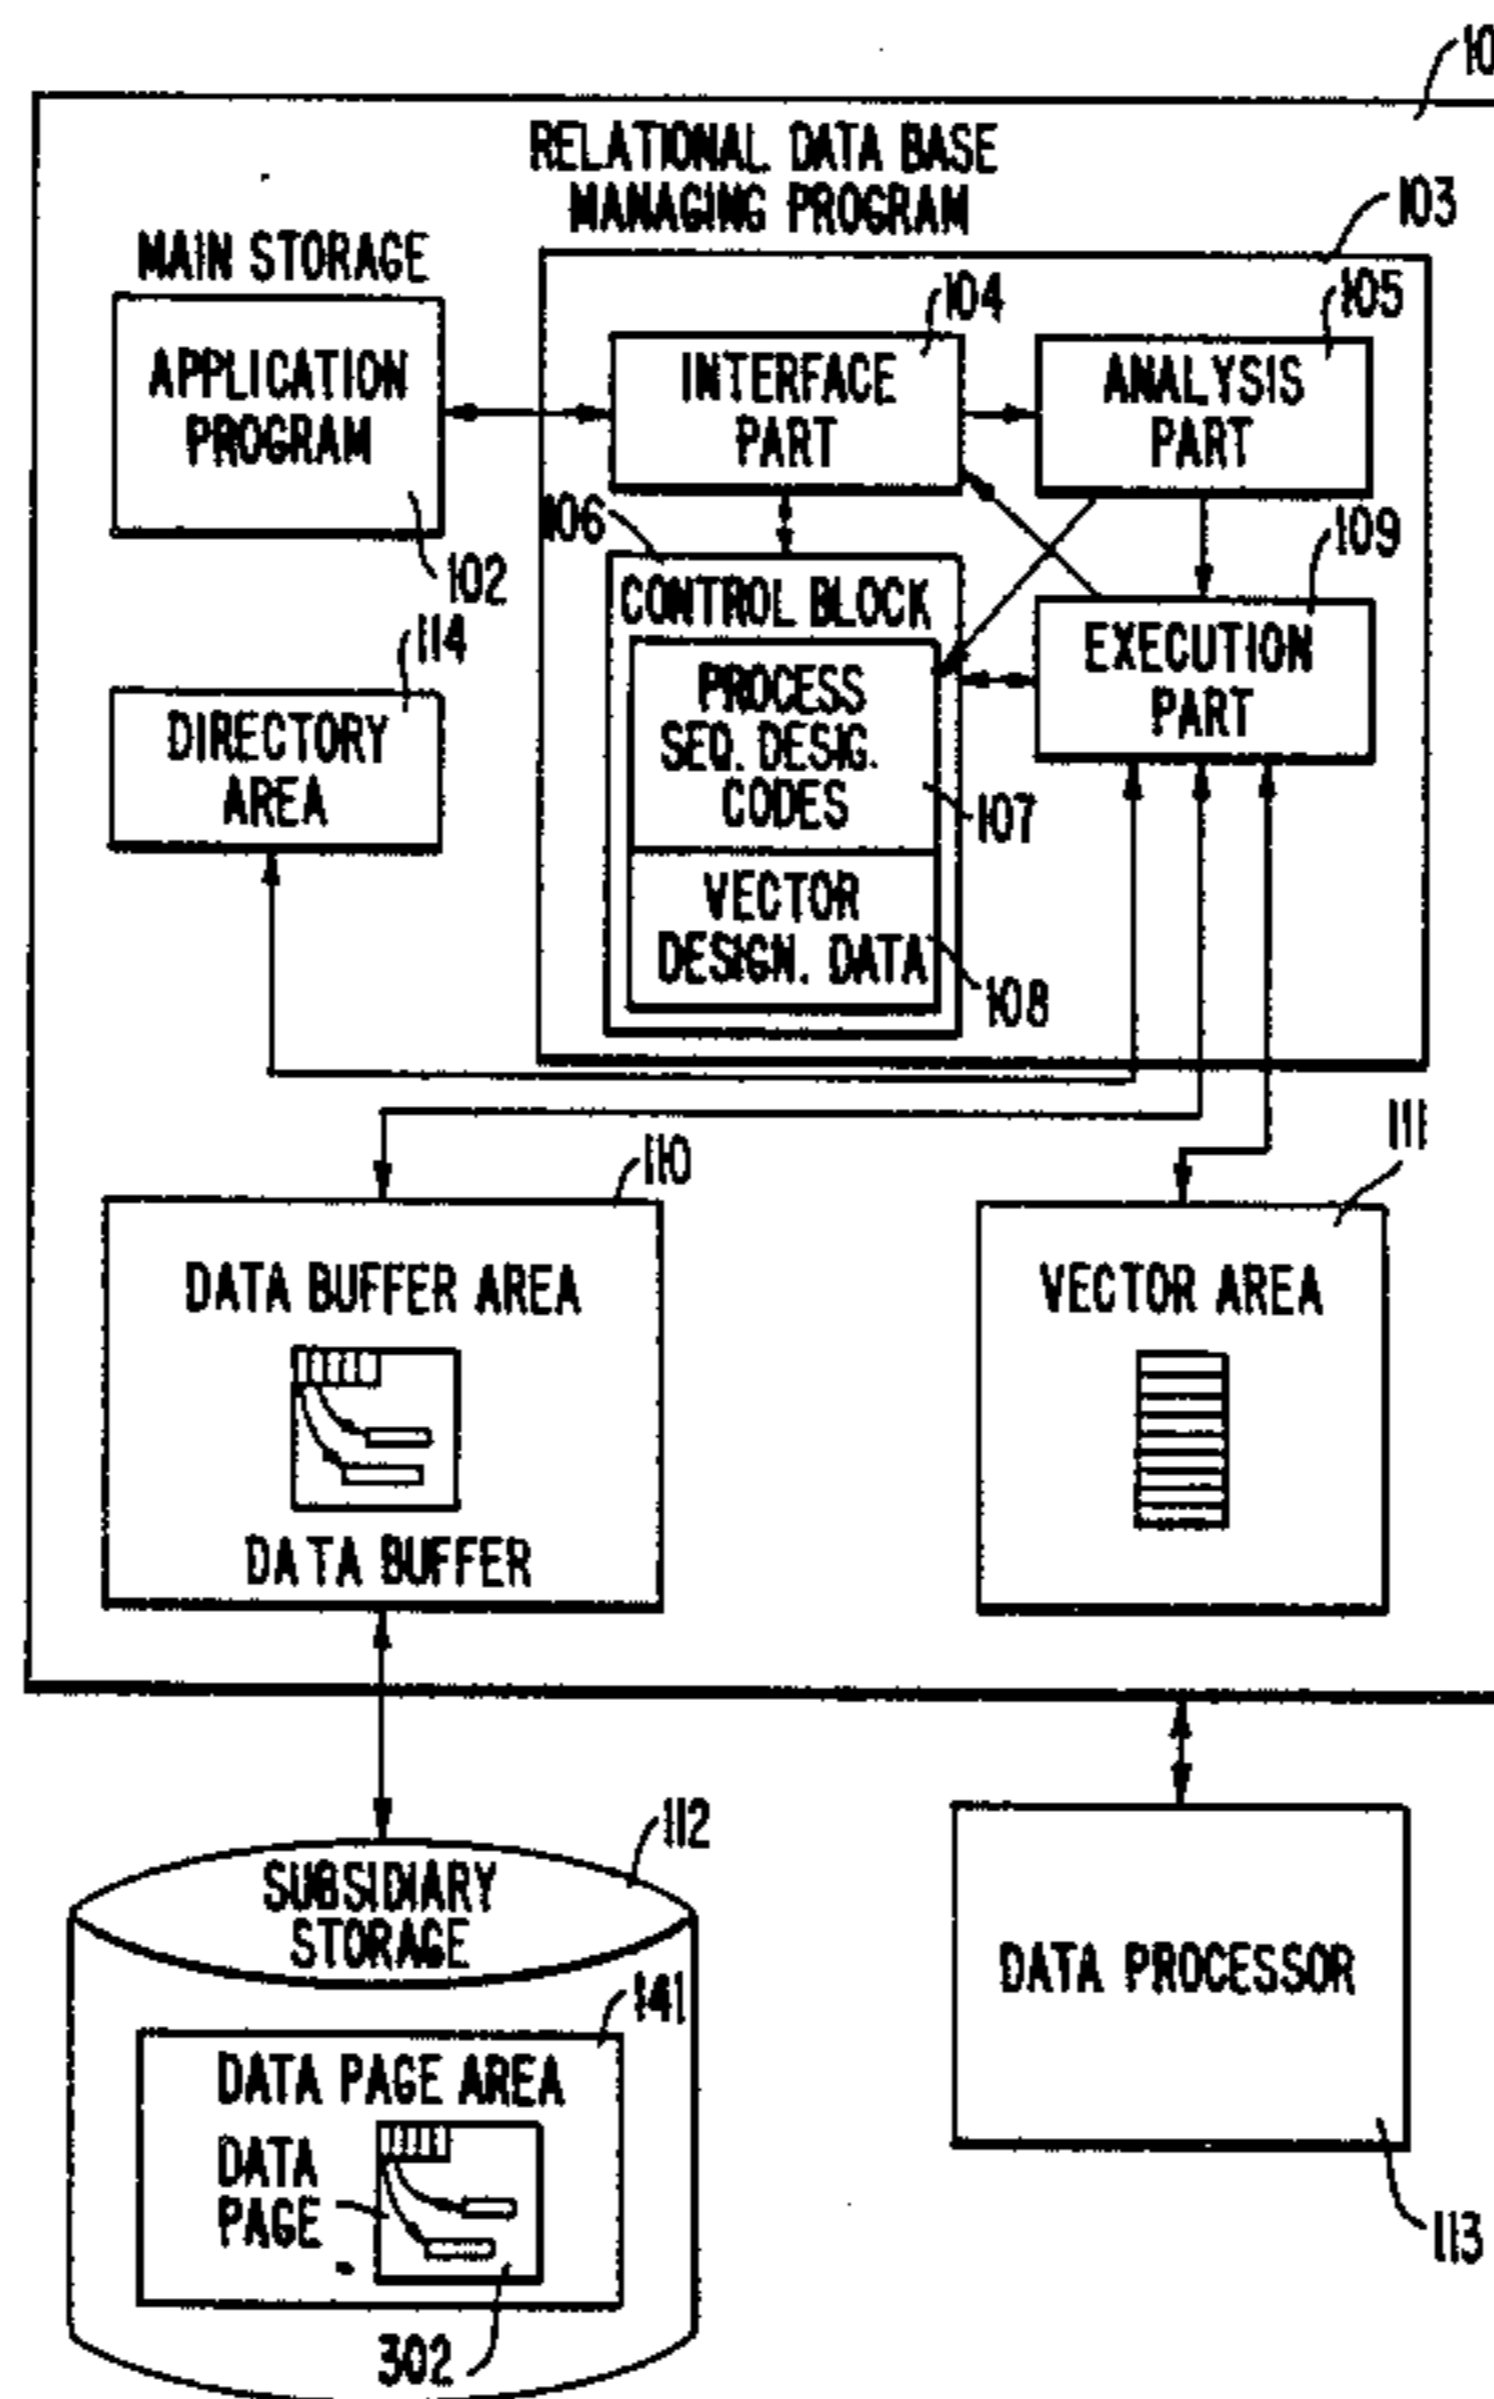 10
RELATIONAL DATA BASE
MANAGING PROGRAM
103
MAIN STORAGE
104
105
APPLICATION
PROGRAM
INTERFACE
PART
ANALYSIS
PART
106
109
102
CONTROL BLOCK
114
EXECUTION
PART
PROCESS
SEQ. DESIG.
CODES
DIRECTORY
AREA
107
VECTOR
DESIGN. DATA
108
111
110
DATA BUFFER AREA
VECTOR AREA
DATA BUFFER
112
SUBSIDIARY
STORAGE
DATA PROCESSOR
141
DATA PAGE AREA
DATA
PAGE
113
302